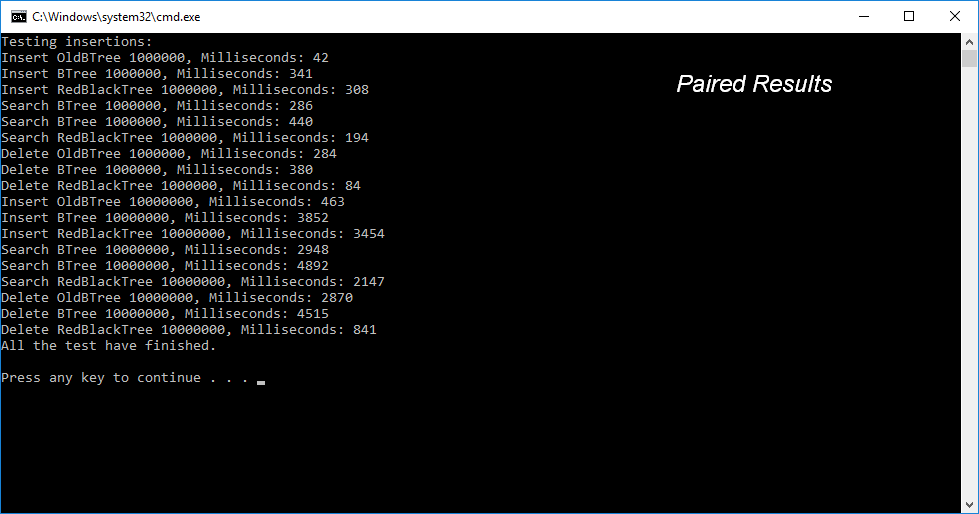 C:\Windows\system32\cmd.exe
Testing insertions:
Insert OldBTree 1000000, Milliseconds: 42
Insert BTree 1000000, Milliseconds: 341
Insert RedBlackTree 1000000, Milliseconds: 308
Search BTree 1000000, Milliseconds: 286
Search BTree 1000000, Milliseconds: 440
Search RedBlackTree 1000000, Milliseconds: 194
Delete OldBTree 1000000, Milliseconds: 284
Delete BTree 1000000, Milliseconds: 380
Delete RedBlackTree 1000000, Milliseconds: 84
Insert OldBTree 10000000, Milliseconds: 463
Insert BTree 10000000, Milliseconds: 3852
Insert RedBlackTree 10000000, Milliseconds: 3454
Search BTree 10000000, Milliseconds: 2948
Search BTree 10000000, Milliseconds: 4892
Search RedBlackTree 10000000, Milliseconds: 2147
Delete OldBTree 10000000, Milliseconds: 2870
Delete BTree 10000000, Milliseconds: 4515
Delete RedBlackTree 10000000, Milliseconds: 841
All the test have finished.
Press any key to continue . . .
Paired Results